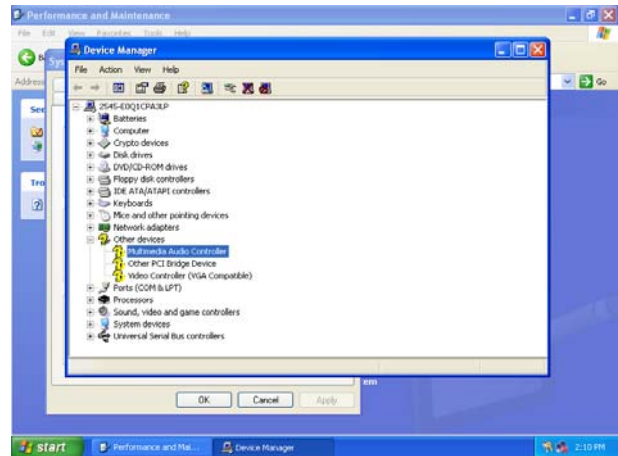 Performance and Maintenance
File Edit View Favorites Tools Help
Address
Go
Device Manager
File Action View Help
2545-E0Q1CPA3LP
Batteries
Computer
Crypto devices
Disk drives
DVD/CD-ROM drives
Floppy disk controllers
IDE ATA/ATAPI controllers
Keyboards
Mice and other pointing devices
Network adapters
Other devices
Multimedia Audio Controller
Other PCI Bridge Device
Video Controller (VGA Compatible)
Ports (COM & LPT)
Processors
Sound, video and game controllers
System devices
Universal Serial Bus controllers
OK Cancel Apply
em
start
Performance and Mai...
Device Manager
2:10 PM